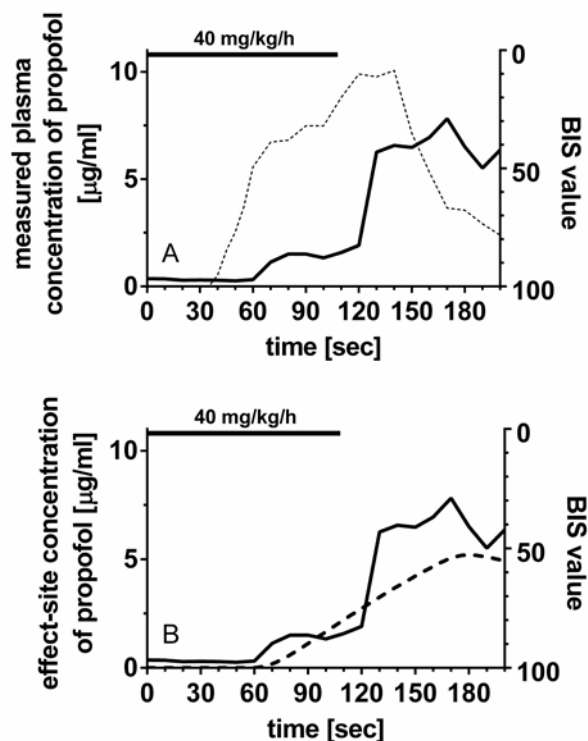 40 mg/kg/h
measured plasma
concentration of propofol
[µg/ml]
10
5
0
0
50
100
BIS value
A
0 30 60 90 120 150 180
time [sec]
40 mg/kg/h
effect-site concentration
of propofol [µg/ml]
10
5
0
0
50
100
BIS value
B
0 30 60 90 120 150 180
time [sec]